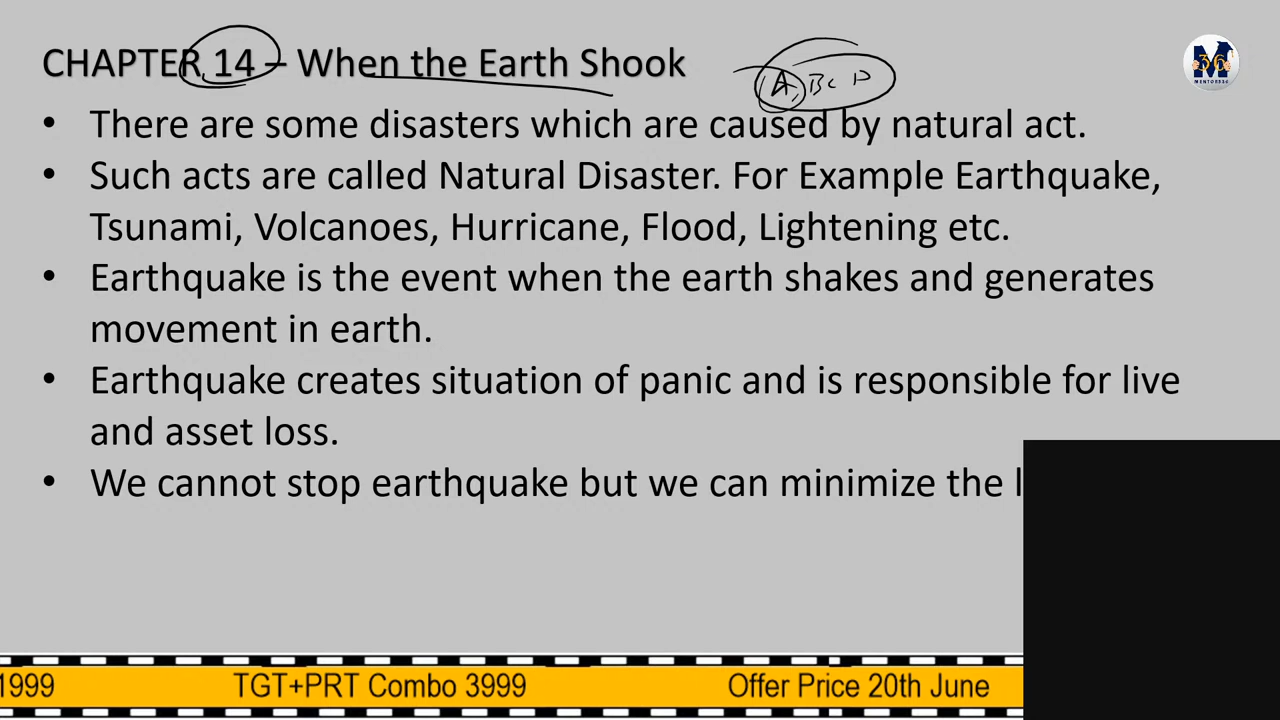 CHAPTER 14 – When the Earth Shook
A, B C D
• There are some disasters which are caused by natural act.
• Such acts are called Natural Disaster. For Example Earthquake,
Tsunami, Volcanoes, Hurricane, Flood, Lightening etc.
• Earthquake is the event when the earth shakes and generates
movement in earth.
• Earthquake creates situation of panic and is responsible for live
and asset loss.
• We cannot stop earthquake but we can minimize the
1999 TGT+PRT Combo 3999 Offer Price 20th June
M 36
MENTORS36